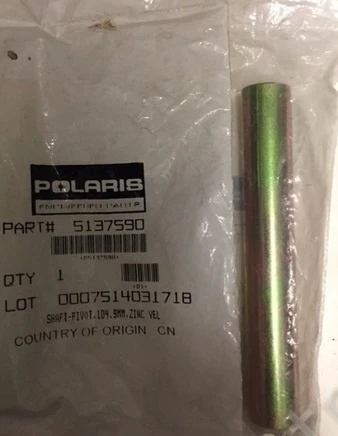 POLARIS
PART# 5137590
QTY 1
LOT 0007514031718
SHAFT-PIVOT,104.9MM,ZINC YEL
COUNTRY OF ORIGIN CN